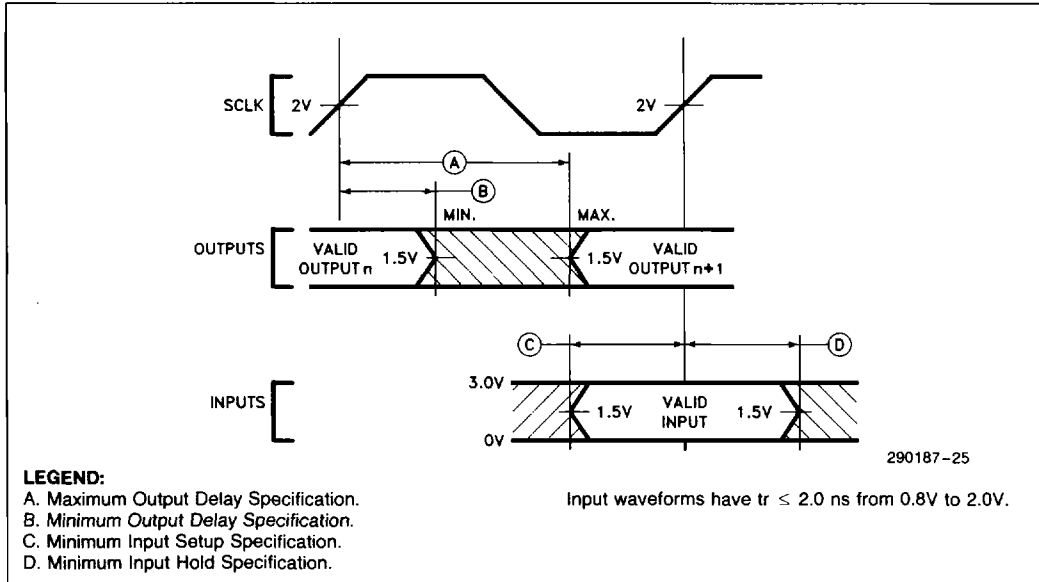 SCLK
2V
2V
A
B
MIN.
MAX.
OUTPUTS
VALID
OUTPUT n
1.5V
1.5V
VALID
OUTPUT n+1
C
D
3.0V
INPUTS
1.5V
VALID
INPUT
1.5V
0V
290187-25
LEGEND:
A. Maximum Output Delay Specification.
B. Minimum Output Delay Specification.
C. Minimum Input Setup Specification.
D. Minimum Input Hold Specification.
Input waveforms have tr ≤ 2.0 ns from 0.8V to 2.0V.